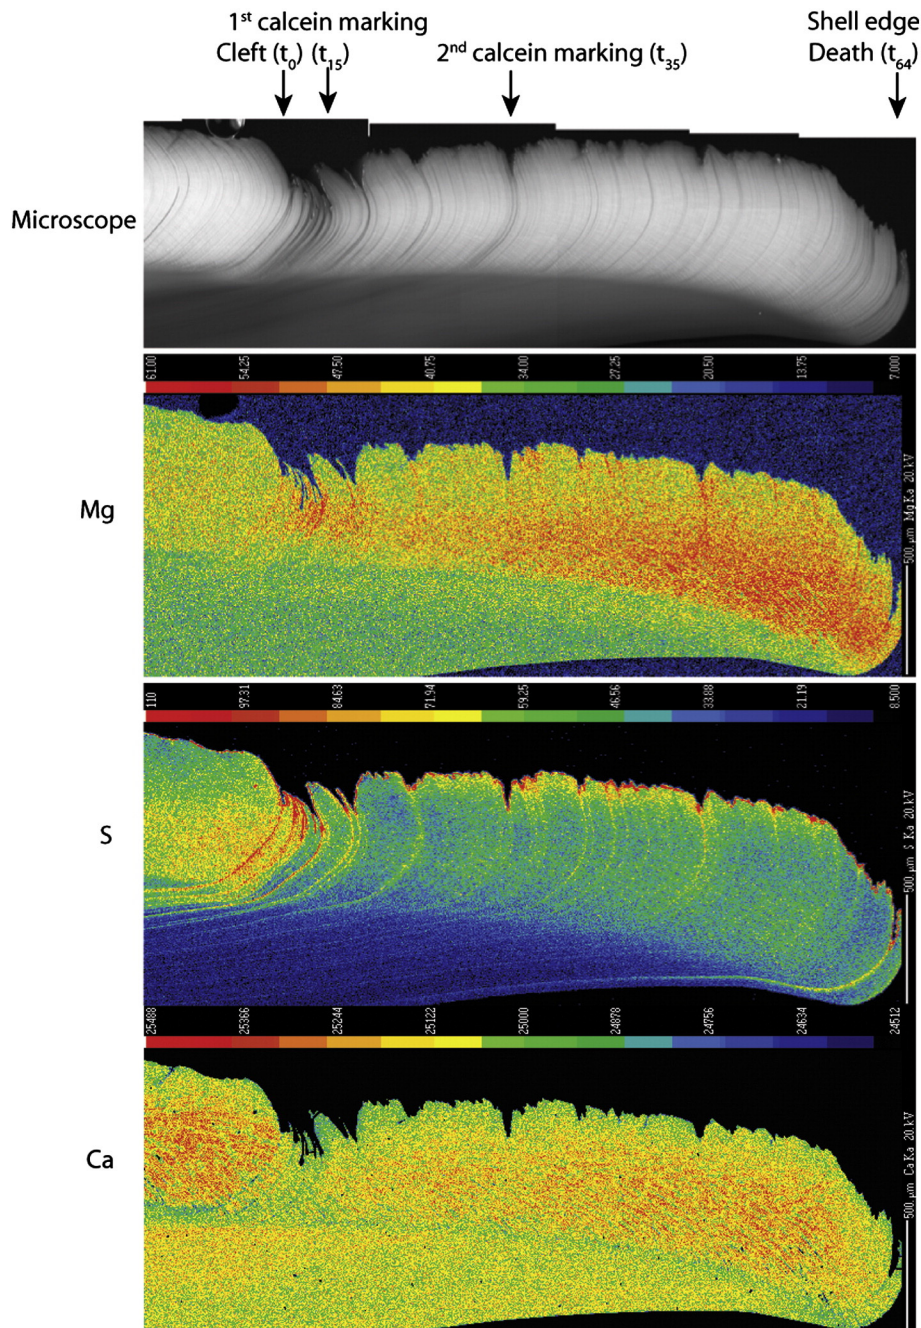 1st calcein marking
Cleft (t0) (t15)
2nd calcein marking (t35)
Shell edge
Death (t64)
Microscope
61.00 54.25 47.50 40.75 34.00 27.25 20.50 13.75 7.000
Mg
500 µm Mg Ka 20.kV
110 97.31 84.63 71.94 59.25 46.56 33.88 21.19 8.500
S
500 µm S Ka 20.kV
25488 25366 25244 25122 25000 24878 24756 24634 24512
Ca
500 µm Ca Ka 20.kV